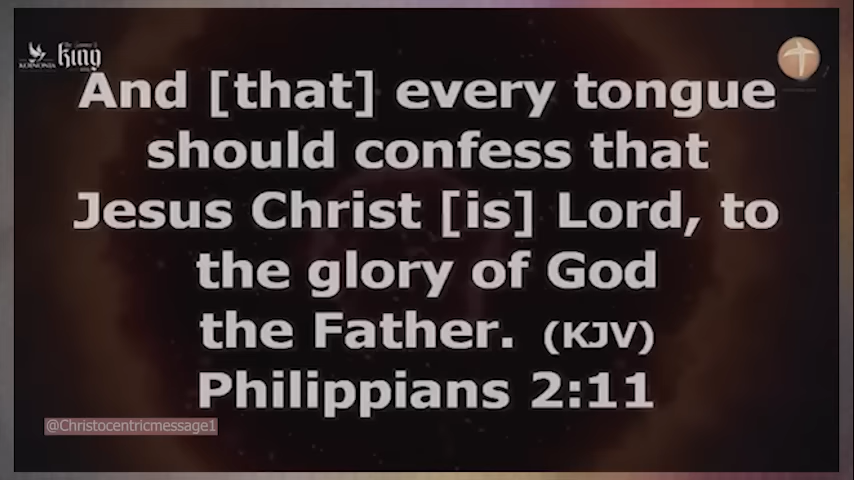 KOINONIA
King
And [that] every tongue
should confess that
Jesus Christ [is] Lord, to
the glory of God
the Father. (KJV)
Philippians 2:11
@Christocentricmessage1